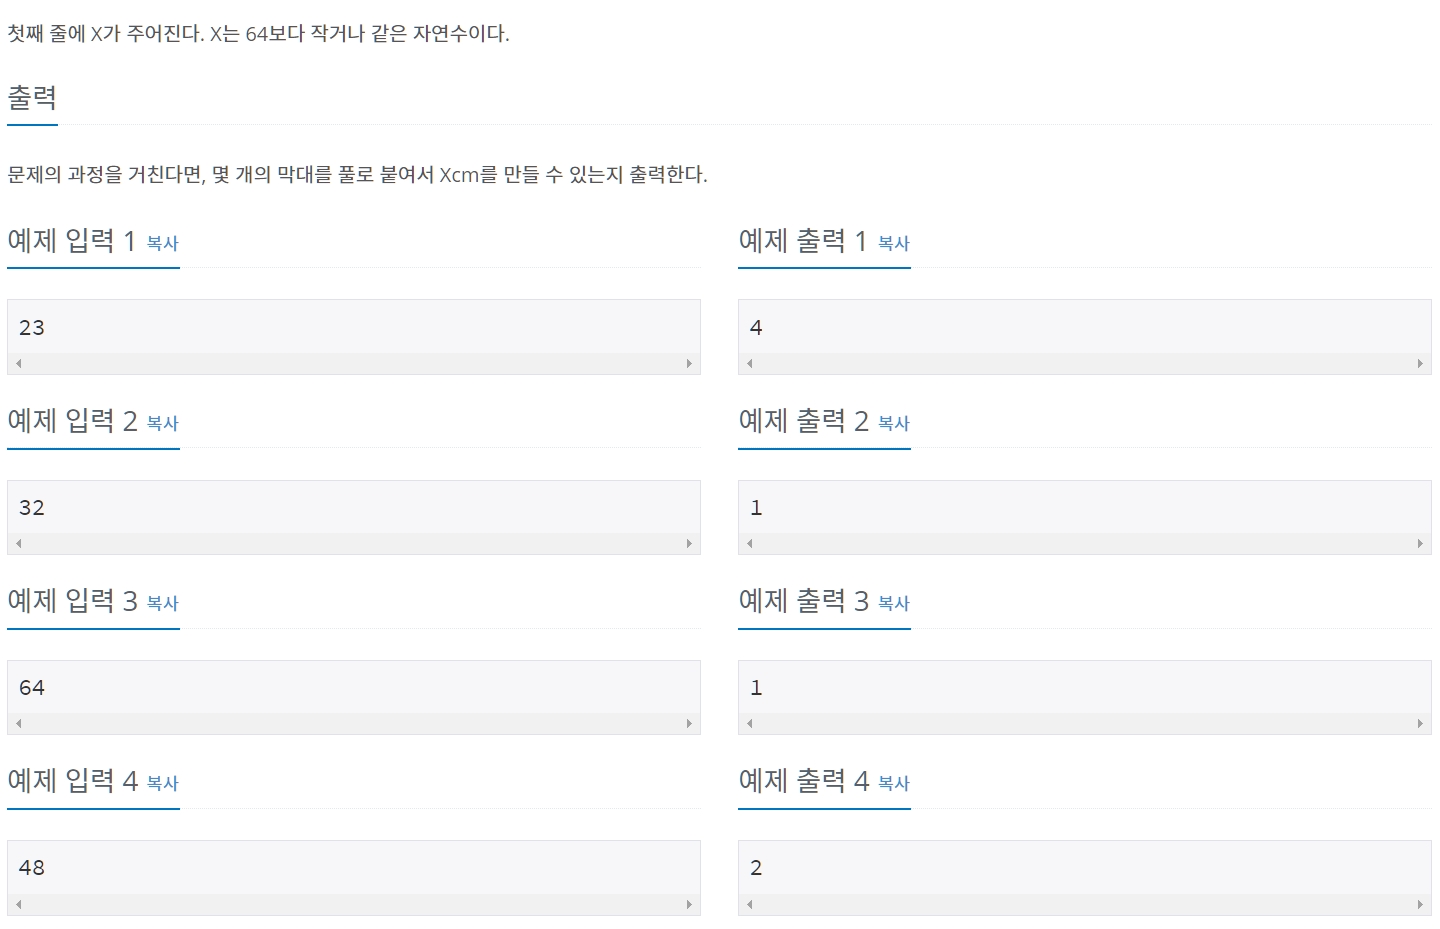 첫째 줄에 X가 주어진다. X는 64보다 작거나 같은 자연수이다.
출력
문제의 과정을 거친다면, 몇 개의 막대를 풀로 붙여서 Xcm를 만들 수 있는지 출력한다.
예제 입력 1 복사
예제 출력 1 복사
23
4
예제 입력 2 복사
예제 출력 2 복사
32
1
예제 입력 3 복사
예제 출력 3 복사
64
1
예제 입력 4 복사
예제 출력 4 복사
48
2